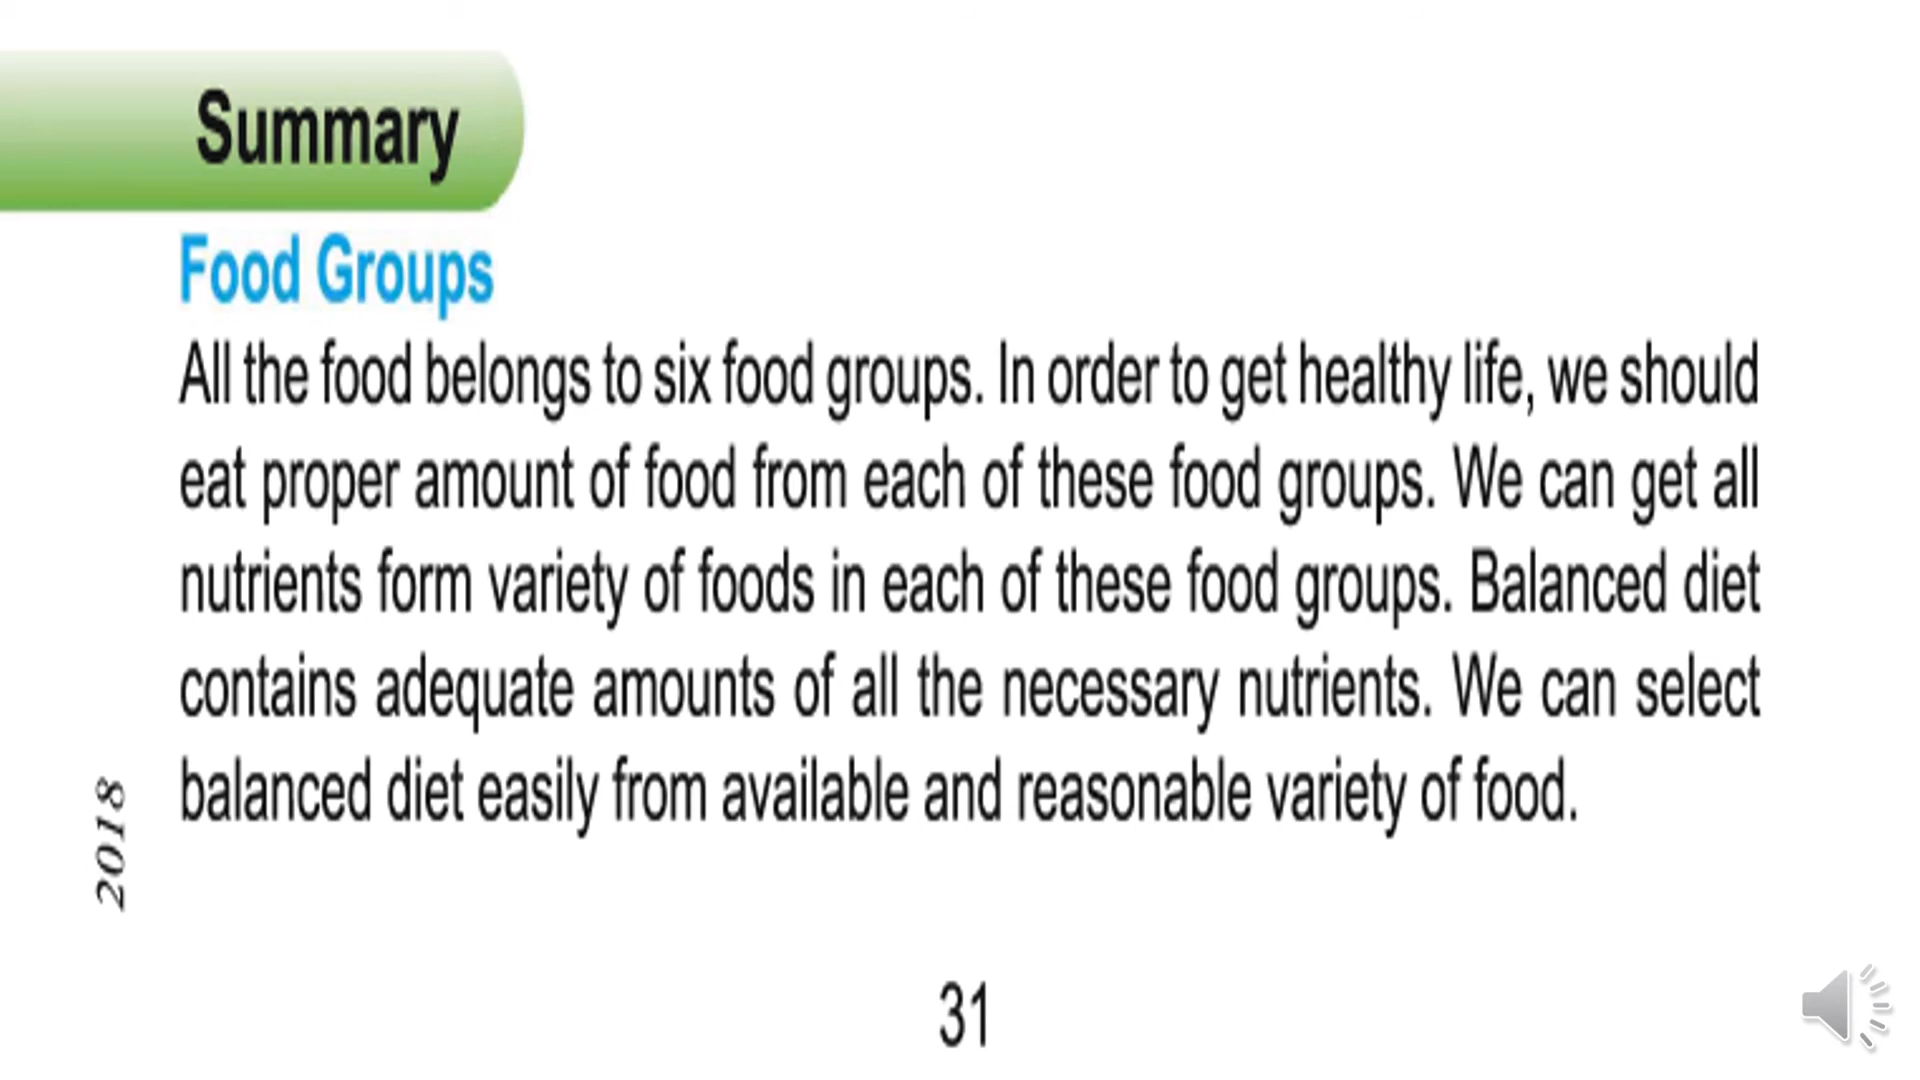 Summary
Food Groups
All the food belongs to six food groups. In order to get healthy life, we should
eat proper amount of food from each of these food groups. We can get all
nutrients form variety of foods in each of these food groups. Balanced diet
contains adequate amounts of all the necessary nutrients. We can select
balanced diet easily from available and reasonable variety of food.
2018
31